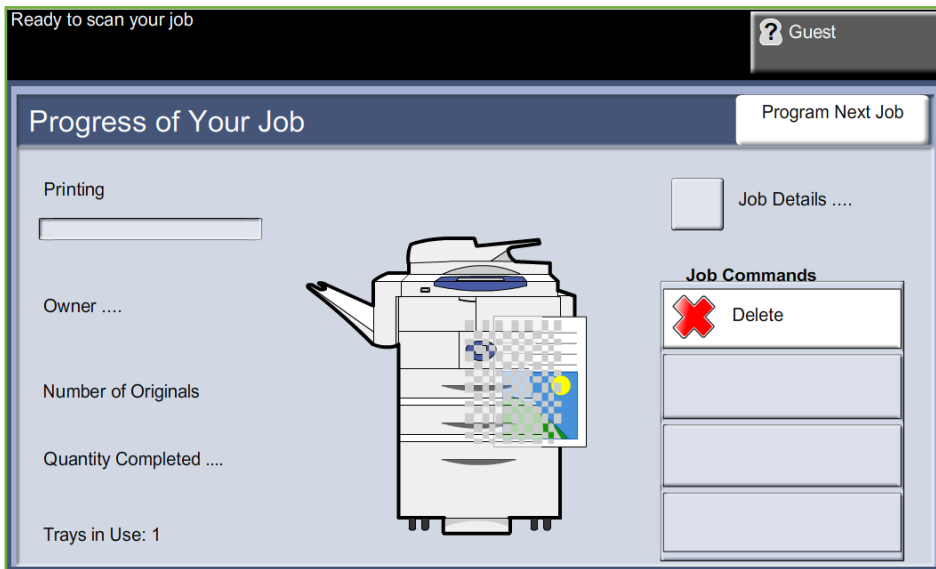 Ready to scan your job
Guest
Progress of Your Job
Program Next Job
Printing
Job Details ....
Job Commands
Owner ....
Delete
Number of Originals
Quantity Completed ....
Trays in Use: 1